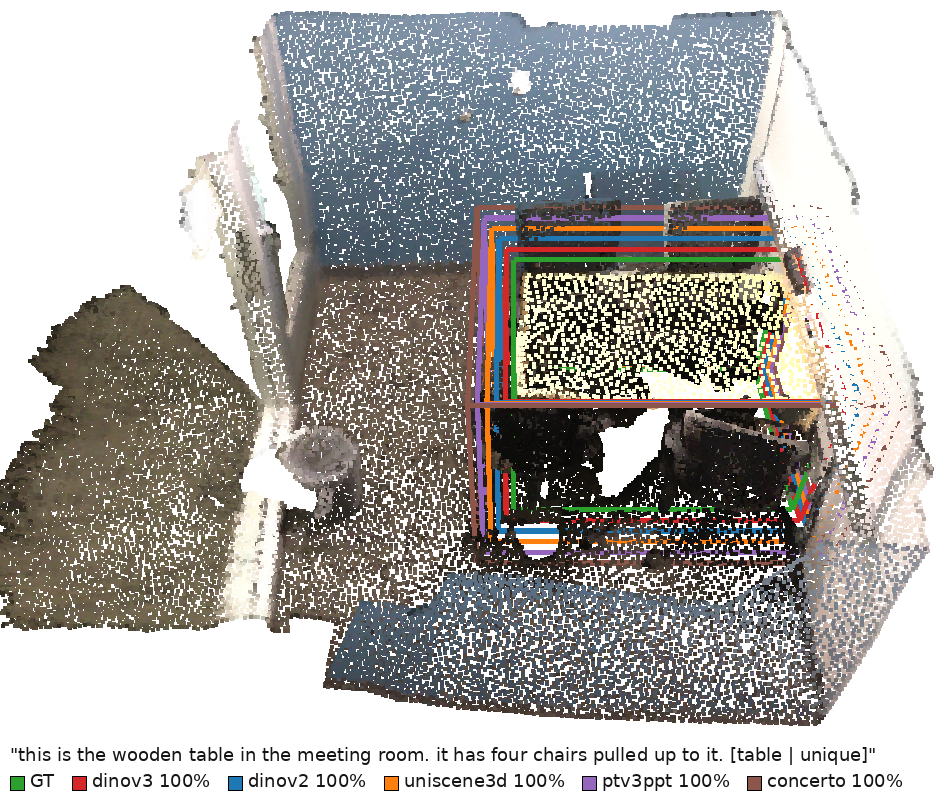 "this is the wooden table in the meeting room. it has four chairs pulled up to it. [table | unique]"
GT dinov3 100% dinov2 100% uniscene3d 100% ptv3ppt 100% concerto 100%